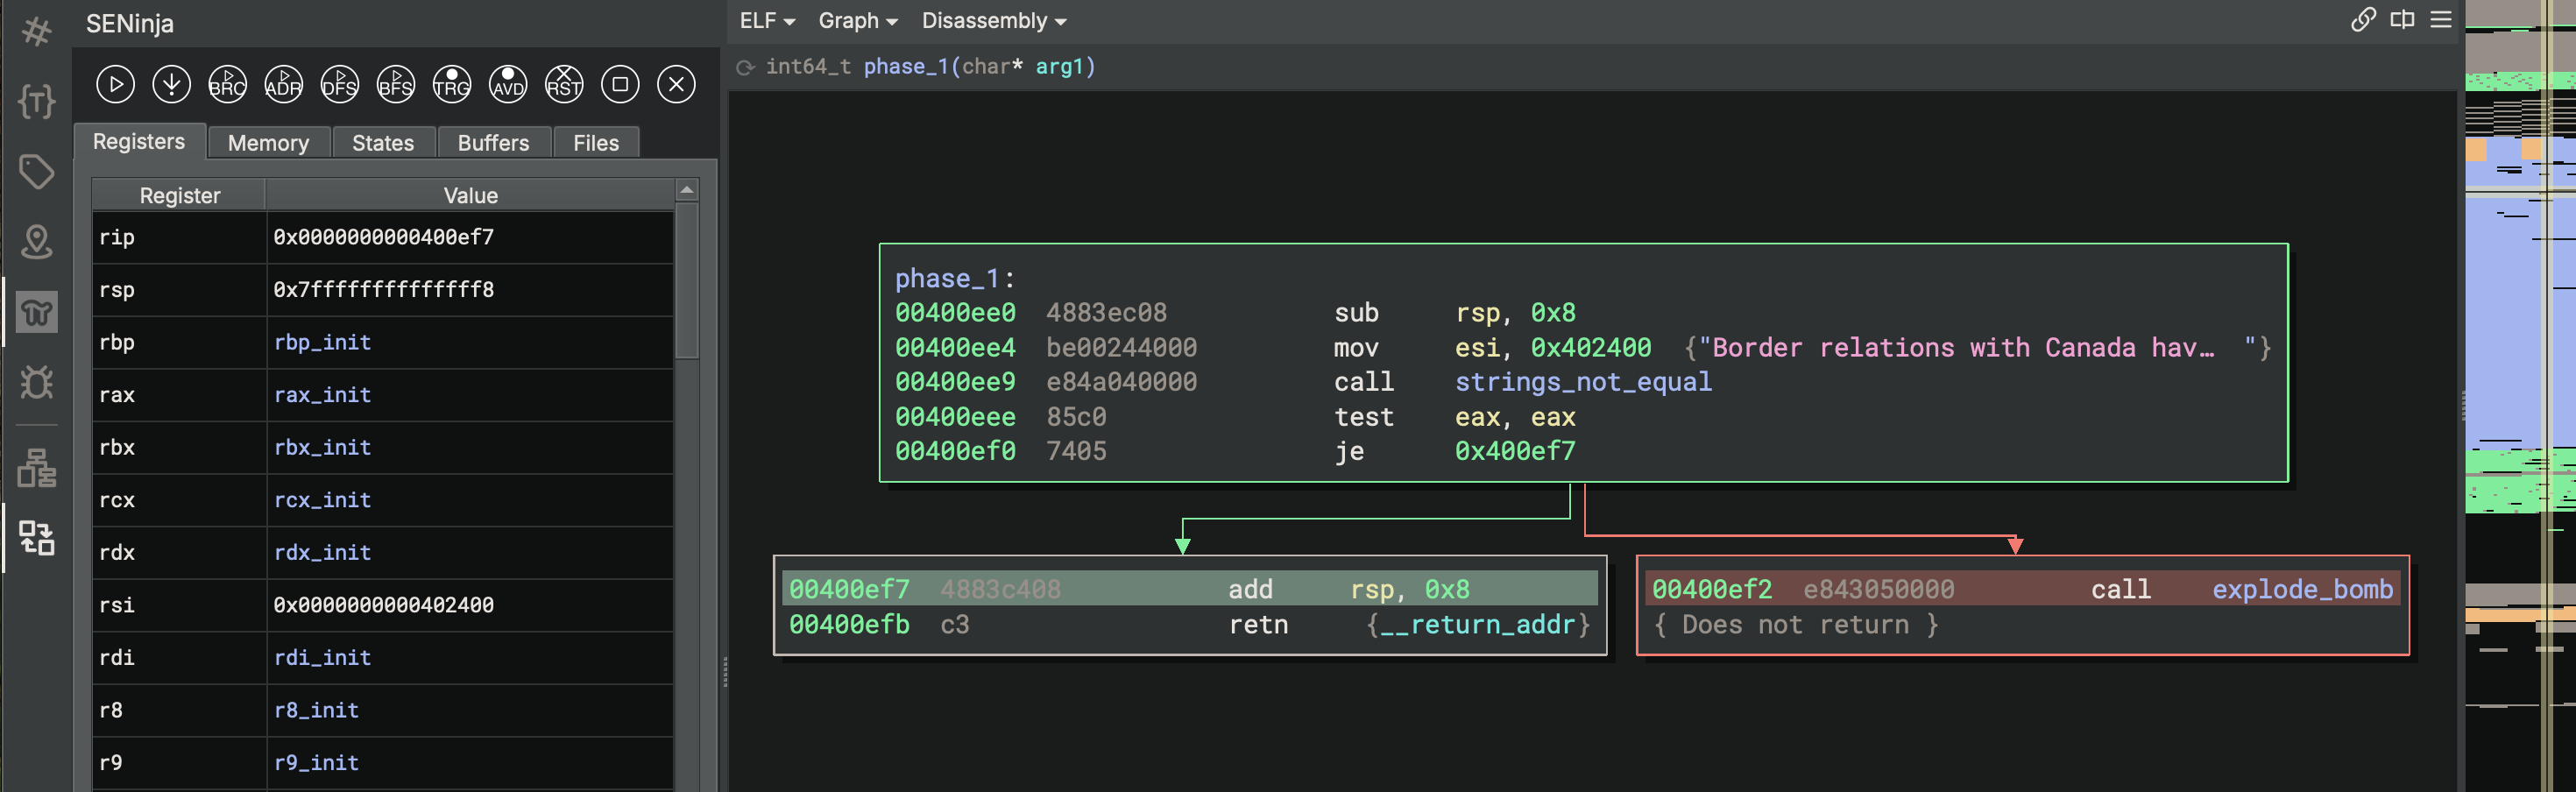 SENinja
BRC ADR DFS BFS TRG AVD RST
Registers Memory States Buffers Files
Register Value
rip 0x0000000000400ef7
rsp 0x7ffffffffffffff8
rbp rbp_init
rax rax_init
rbx rbx_init
rcx rcx_init
rdx rdx_init
rsi 0x0000000000402400
rdi rdi_init
r8 r8_init
r9 r9_init
ELF Graph Disassembly
int64_t phase_1(char* arg1)
phase_1:
00400ee0 4883ec08 sub rsp, 0x8
00400ee4 be00244000 mov esi, 0x402400 {"Border relations with Canada hav… "}
00400ee9 e84a040000 call strings_not_equal
00400eee 85c0 test eax, eax
00400ef0 7405 je 0x400ef7
00400ef7 4883c408 add rsp, 0x8
00400efb c3 retn {__return_addr}
00400ef2 e843050000 call explode_bomb
{ Does not return }